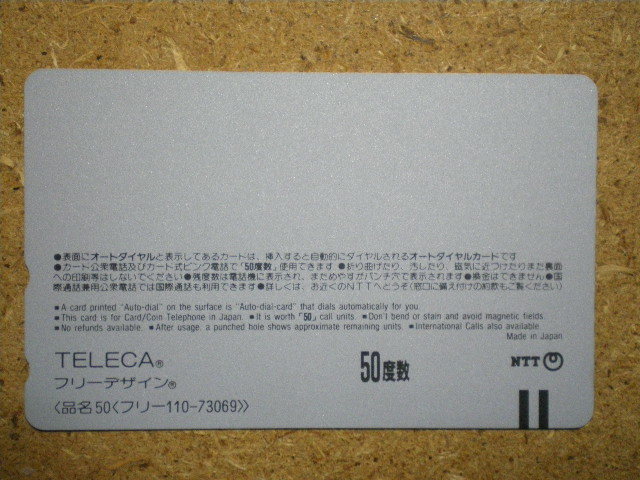 ●表面にオートダイヤルと表示してあるカードは、挿入すると自動的にダイヤルされるオートダイヤルカードです
●カード公衆電話及びカード式ピンク電話で「50度数」使用できます ●折り曲げたり、汚したり、磁気に近づけたりまた裏面
への印刷等はしないでください ●残度数は電話機に表示され、まためやすがパンチ穴で表示されます ●換金はできません ●国
際通話兼用公衆電話では国際通話も利用できます ●詳しくは、お近くのNTTへどうぞ（窓口に備え付けの約款もご覧ください）
■A card printed "Auto-dial" on the surface is "Auto-dial-card" that dials automatically for you.
■This card is for Card/Coin Telephone in Japan. ■It is worth「50」call units. ■Don't bend or stain and avoid magnetic fields.
■No refunds available. ■After usage, a punched hole shows approximate remaining units. ■International Calls also available.
Made in Japan
TELECA®
フリーデザイン®
50度数
NTT
〈品名50〈フリー110-73069〉〉